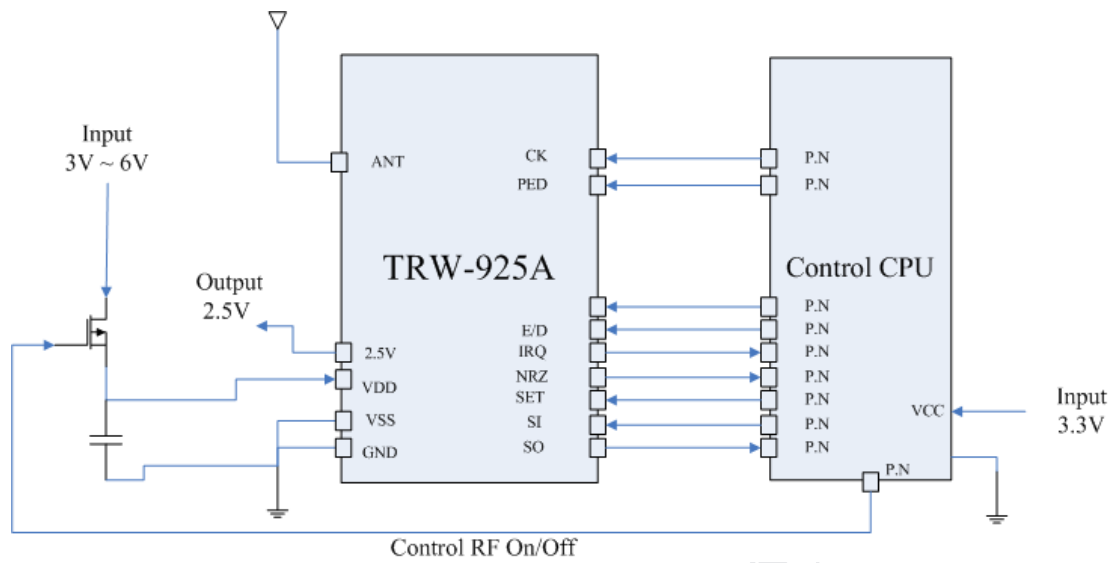 Input
3V ~ 6V
Output
2.5V
ANT
2.5V
VDD
VSS
GND
TRW-925A
CK
PED
E/D
IRQ
NRZ
SET
SI
SO
P.N
P.N
Control CPU
P.N
P.N
P.N
P.N
P.N
P.N
P.N
VCC
P.N
Input
3.3V
Control RF On/Off